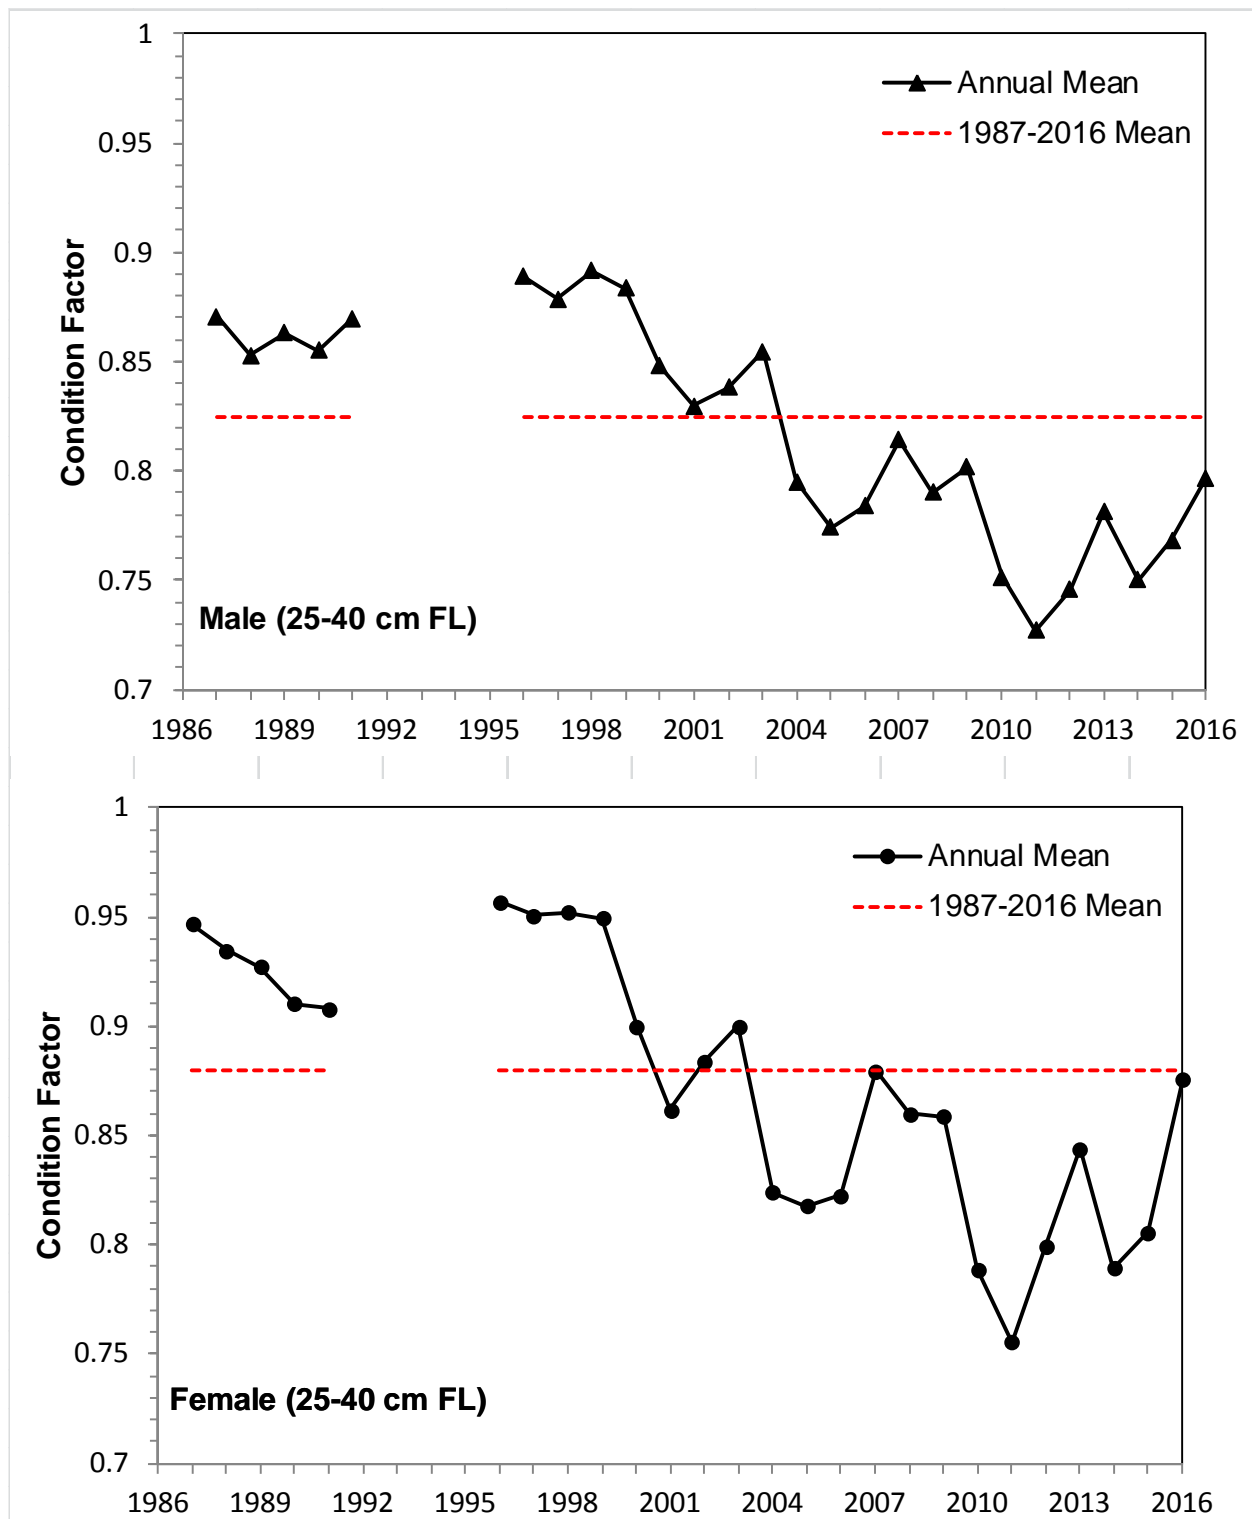 1
0.95
0.9
0.85
0.8
0.75
0.7
Condition Factor
Annual Mean
1987-2016 Mean
Male (25-40 cm FL)
1986 1989 1992 1995 1998 2001 2004 2007 2010 2013 2016
1
0.95
0.9
0.85
0.8
0.75
0.7
Condition Factor
Annual Mean
1987-2016 Mean
Female (25-40 cm FL)
1986 1989 1992 1995 1998 2001 2004 2007 2010 2013 2016